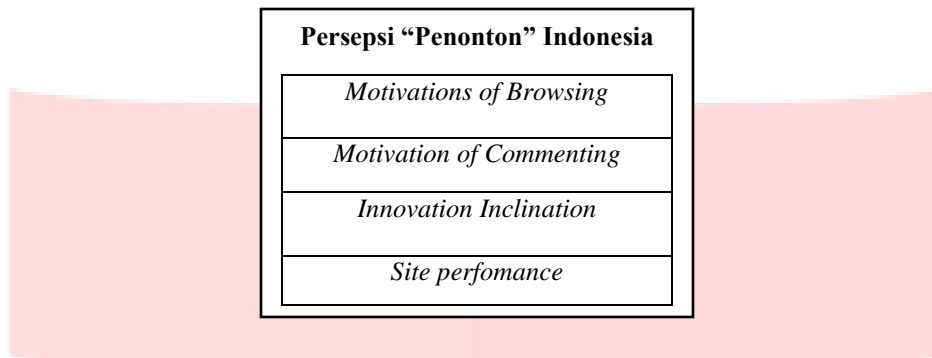 Persepsi “Penonton” Indonesia
Motivations of Browsing
Motivation of Commenting
Innovation Inclination
Site perfomance